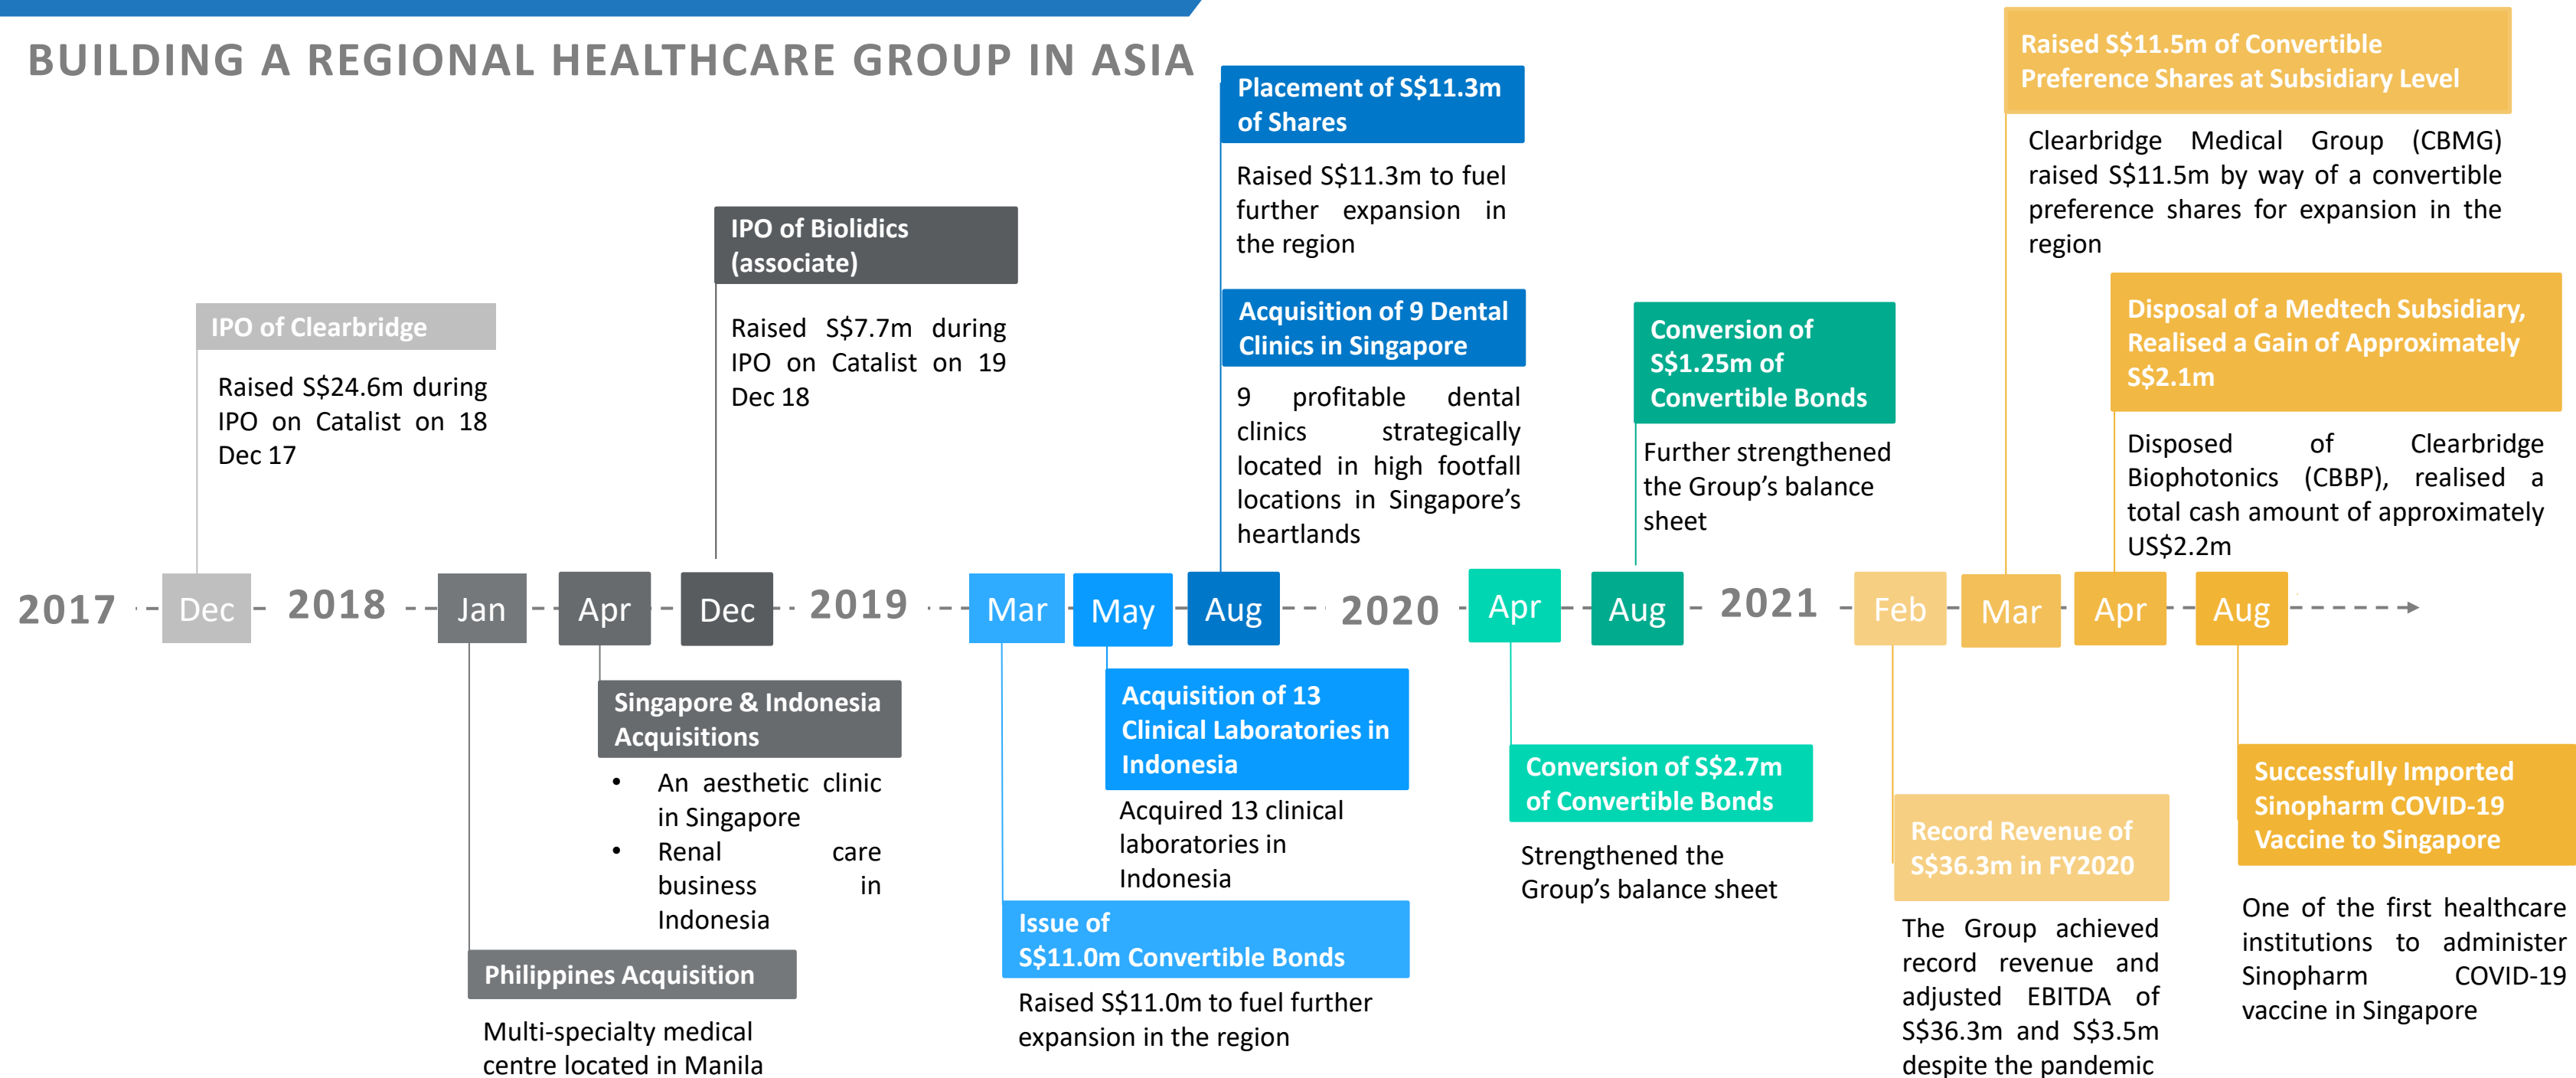 BUILDING A REGIONAL HEALTHCARE GROUP IN ASIA
IPO of Clearbridge
Raised S$24.6m during
IPO on Catalist on 18
Dec 17
IPO of Biolidics
(associate)
Raised S$7.7m during
IPO on Catalist on 19
Dec 18
Placement of S$11.3m
of Shares
Raised S$11.3m to fuel
further expansion in
the region
Acquisition of 9 Dental
Clinics in Singapore
9 profitable dental
clinics strategically
located in high footfall
locations in Singapore's
heartlands
Conversion of
S$1.25m of
Convertible Bonds
Further strengthened
the Group's balance
sheet
Raised S$11.5m of Convertible
Preference Shares at Subsidiary Level
Clearbridge Medical Group (CBMG)
raised S$11.5m by way of a convertible
preference shares for expansion in the
region
Disposal of a Medtech Subsidiary,
Realised a Gain of Approximately
S$2.1m
Disposed of Clearbridge
Biophotonics (CBBP), realised a
total cash amount of approximately
US$2.2m
2017 Dec 2018 Jan Apr Dec 2019 Mar May Aug 2020 Apr Aug 2021 Feb Mar Apr Aug
Philippines Acquisition
Multi-specialty medical
centre located in Manila
Singapore & Indonesia
Acquisitions
• An aesthetic clinic
in Singapore
• Renal care
business in
Indonesia
Issue of
S$11.0m Convertible Bonds
Raised S$11.0m to fuel further
expansion in the region
Acquisition of 13
Clinical Laboratories in
Indonesia
Acquired 13 clinical
laboratories in
Indonesia
Conversion of S$2.7m
of Convertible Bonds
Strengthened the
Group's balance sheet
Record Revenue of
S$36.3m in FY2020
The Group achieved
record revenue and
adjusted EBITDA of
S$36.3m and S$3.5m
despite the pandemic
Successfully Imported
Sinopharm COVID-19
Vaccine to Singapore
One of the first healthcare
institutions to administer
Sinopharm COVID-19
vaccine in Singapore